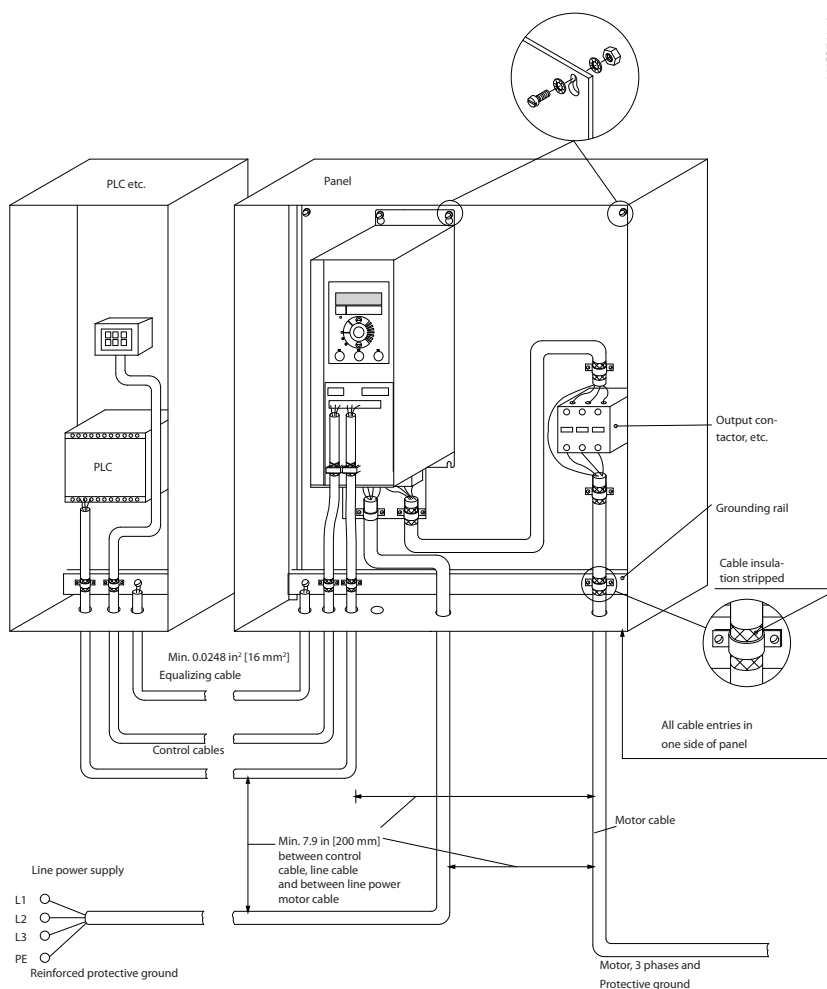 PLC etc.
Panel
PLC
Output con-
tactor, etc.
Grounding rail
Cable insula-
tion stripped
Min. 0.0248 in² [16 mm²]
Equalizing cable
Control cables
All cable entries in
one side of panel
Min. 7.9 in [200 mm]
between control
cable, line cable
and between line power
motor cable
Motor cable
Line power supply
L1
L2
L3
PE
Reinforced protective ground
Motor, 3 phases and
Protective ground